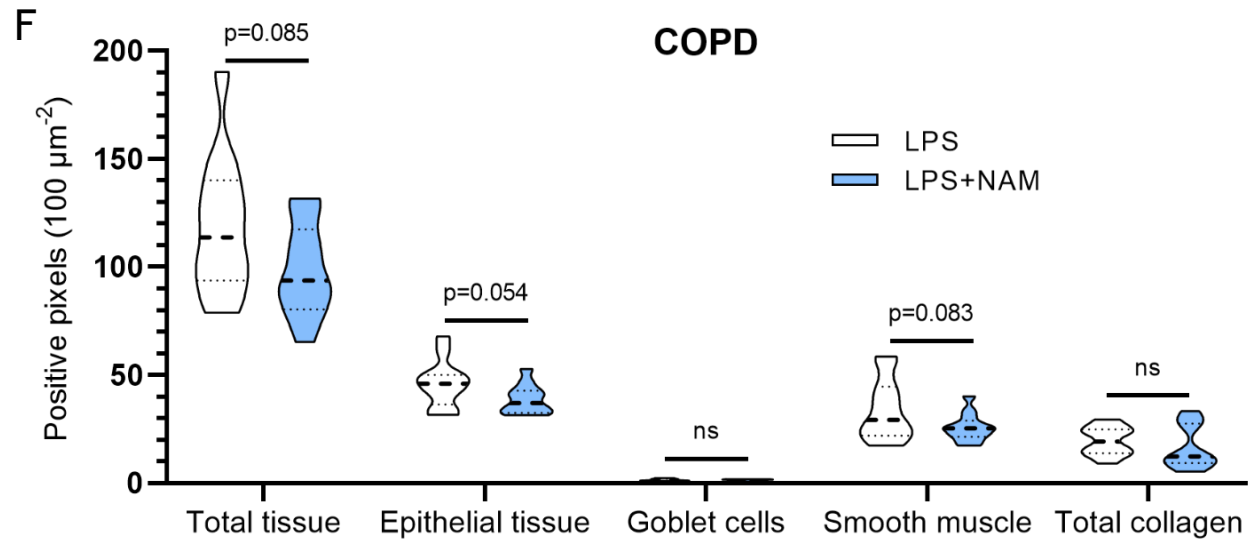 F
COPD
p=0.085
200
150
100
50
0
Positive pixels (100 µm⁻²)
LPS
LPS+NAM
p=0.054
ns
p=0.083
ns
Total tissue
Epithelial tissue
Goblet cells
Smooth muscle
Total collagen